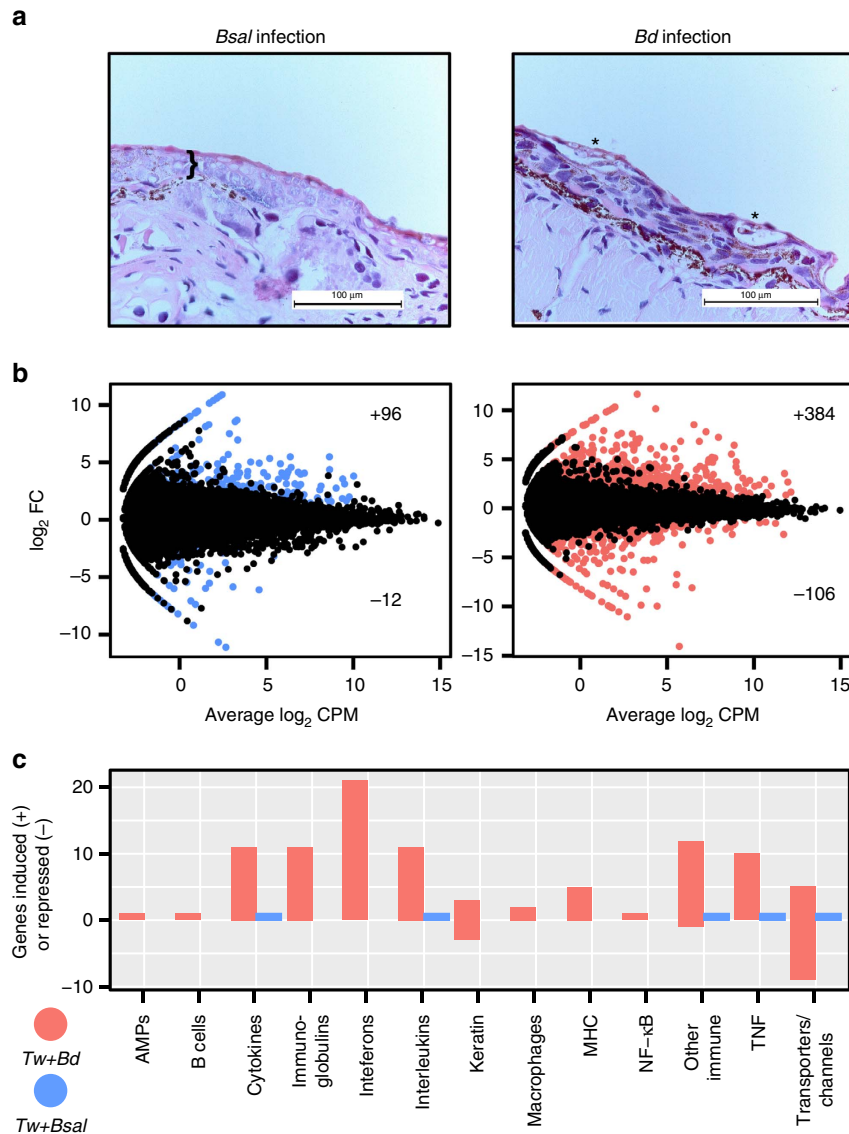 a
Bsal infection
Bd infection
}
*
*
100 μm
100 μm
b
10
5
0
−5
−10
log2 FC
+96
−12
0
5
10
15
Average log2 CPM
10
5
0
−5
−10
−15
+384
−106
0
5
10
15
Average log2 CPM
c
20
10
0
−10
Genes induced (+)
or repressed (−)
AMPs
B cells
Cytokines
Immuno-
globulins
Inteferons
Interleukins
Keratin
Macrophages
MHC
NF−κB
Other
immune
TNF
Transporters/
channels
Tw+Bd
Tw+Bsal